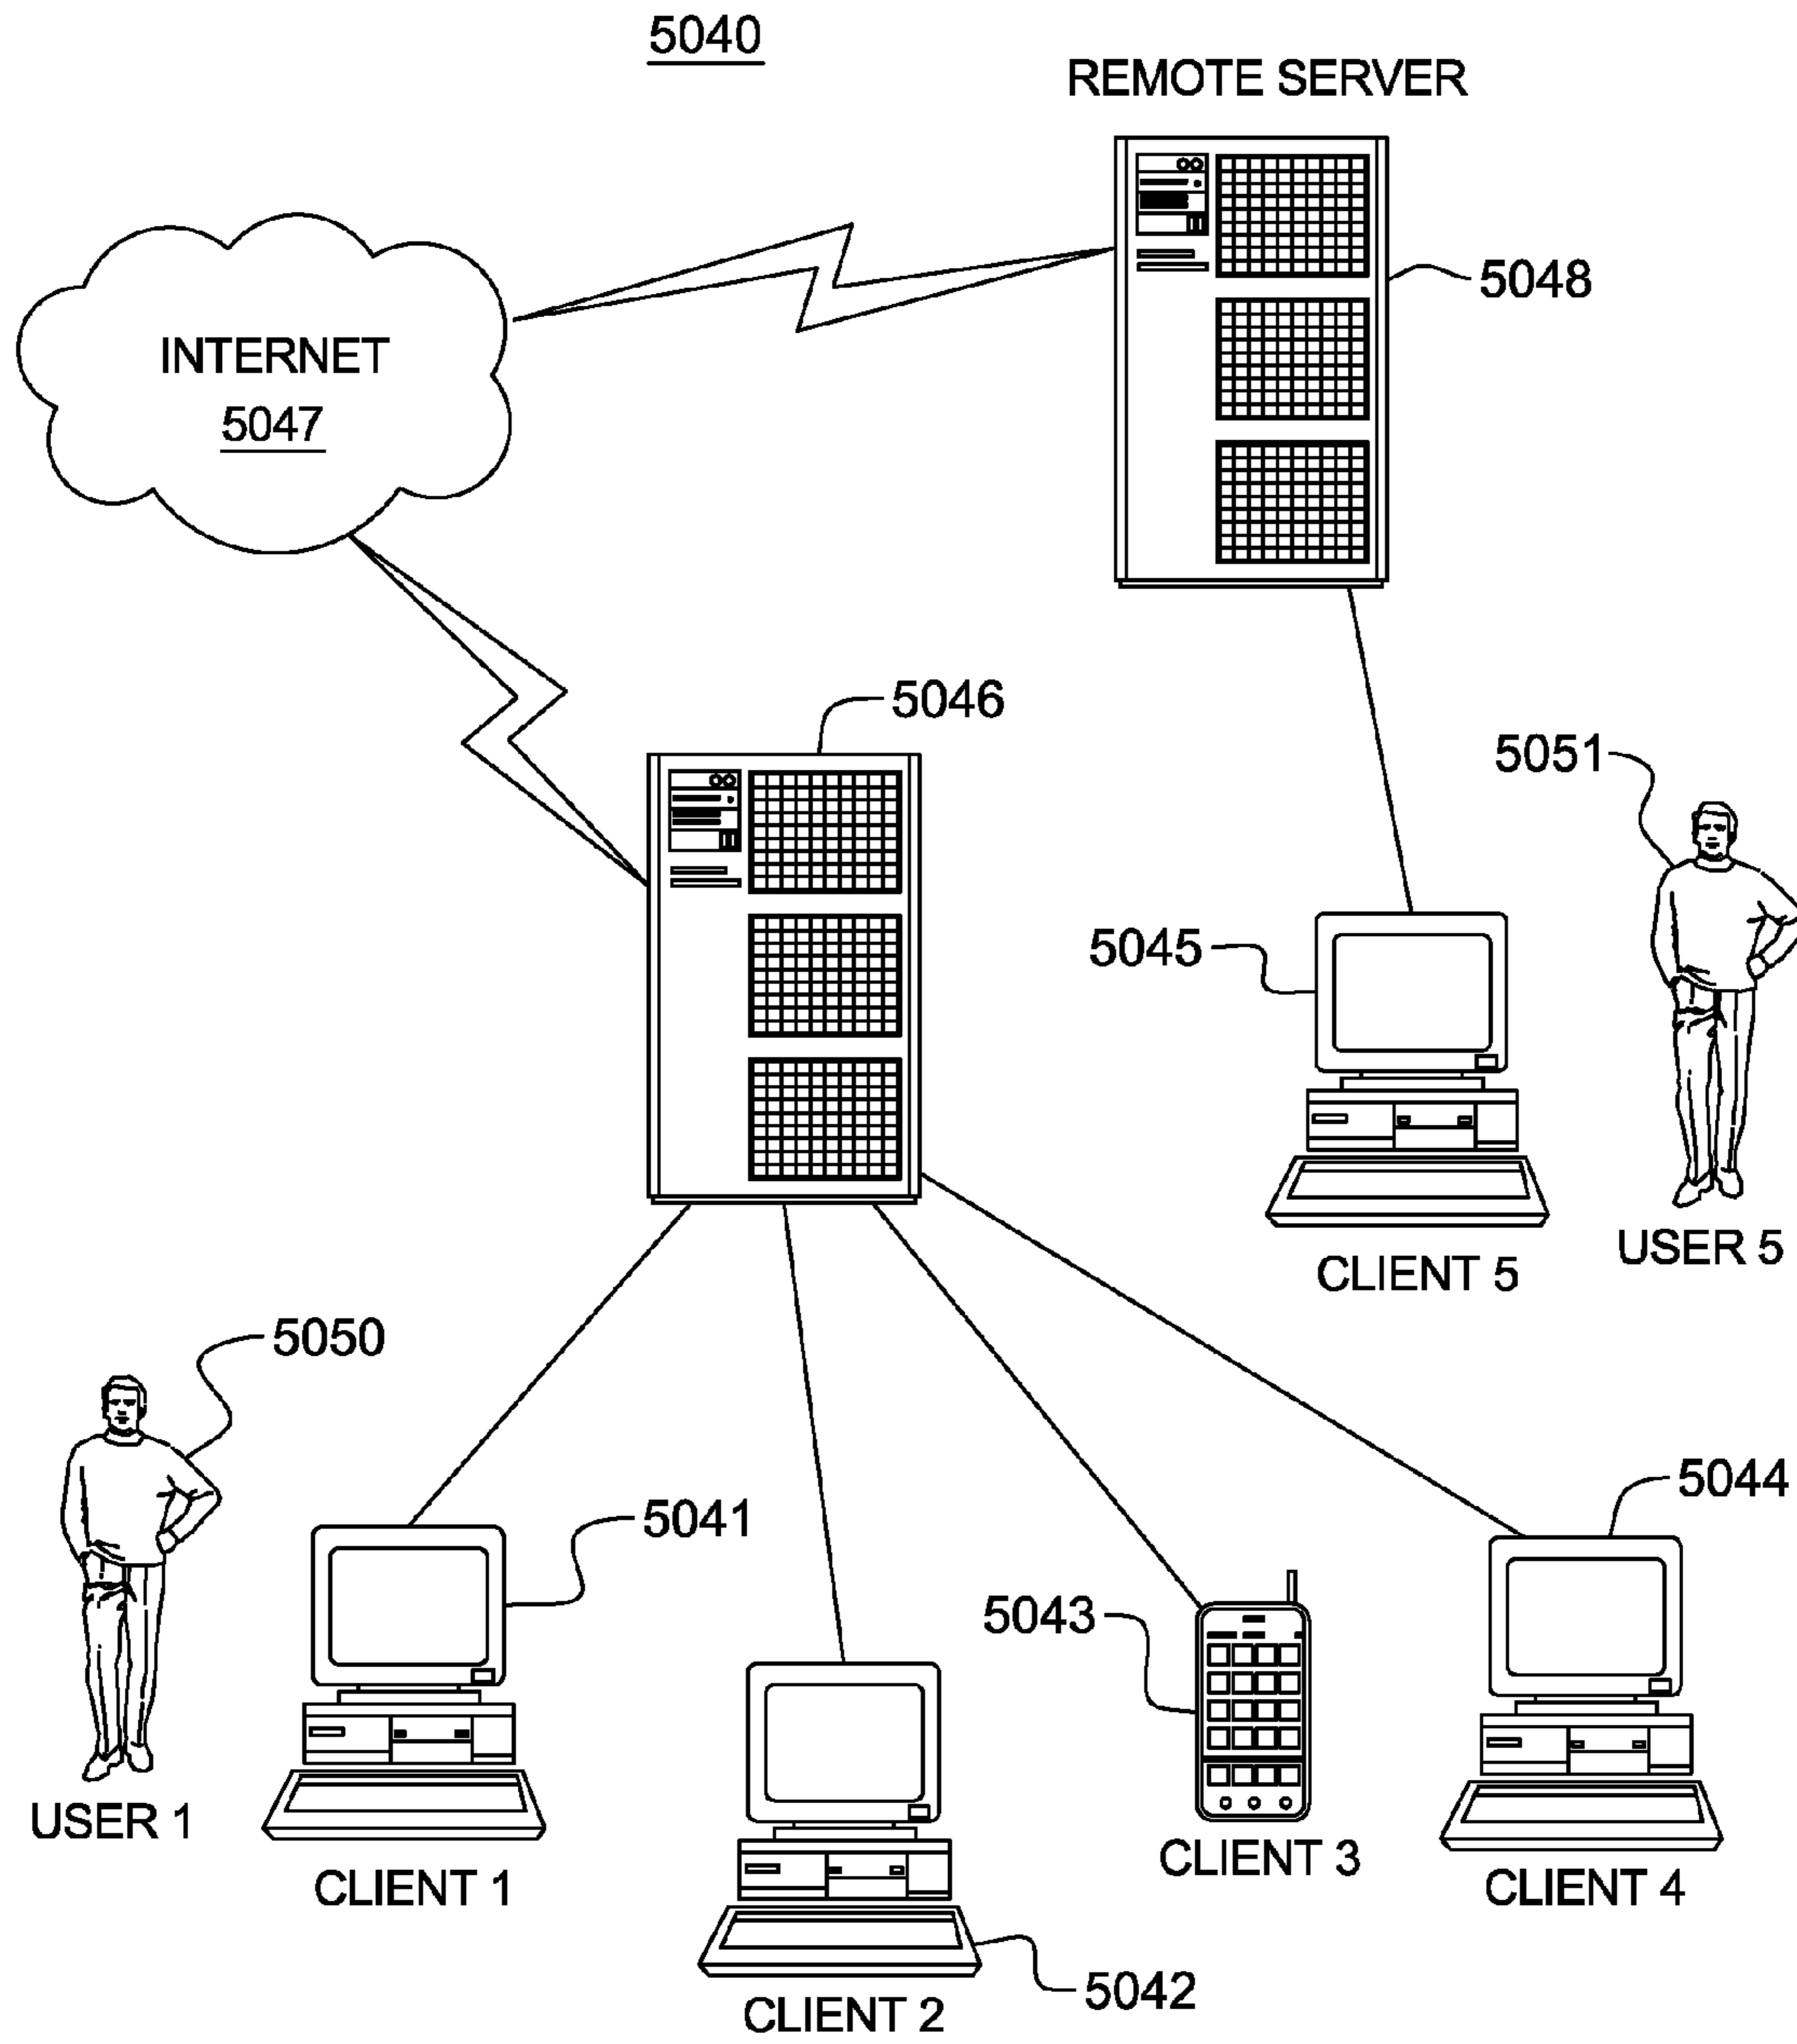 5040
REMOTE SERVER
5048
INTERNET
5047
5046
5051
5045
USER 5
CLIENT 5
5050
5041
5044
5043
USER 1
CLIENT 1
CLIENT 3
CLIENT 4
5042
CLIENT 2